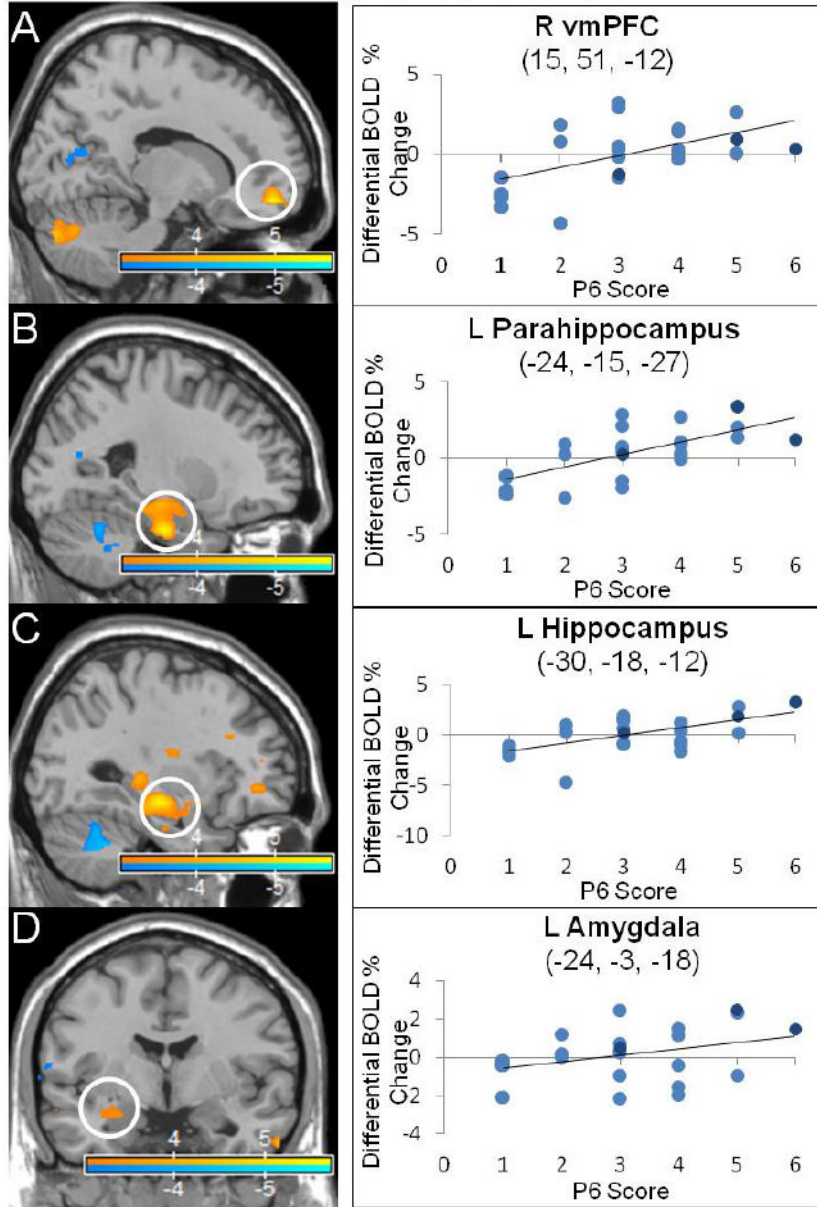 A
4
5
-4
-5
R vmPFC
(15, 51, -12)
Differential BOLD %
Change
5
0
-5
0 1 2 3 4 5 6
P6 Score
B
4
5
-4
-5
L Parahippocampus
(-24, -15, -27)
Differential BOLD %
Change
5
0
-5
0 1 2 3 4 5 6
P6 Score
C
4
5
-4
-5
L Hippocampus
(-30, -18, -12)
Differential BOLD %
Change
5
0
-5
-10
0 1 2 3 4 5 6
P6 Score
D
4
5
-4
-5
L Amygdala
(-24, -3, -18)
Differential BOLD %
Change
4
2
0
-2
-4
0 1 2 3 4 5 6
P6 Score